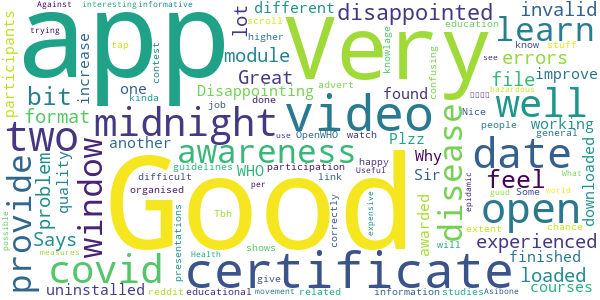 Against interesting informative
trying scroll
app Very Good
lot different disappointed invalid
participants increase tap contest advert higher education
know stuff learn errors
kinda module Great
knowlage confusing see hazardous
bit one Disappointing found file improve
format midnight video well
two done job Plzz working
another OpenWHO watch Nice people general
provide window awareness disease date
problem quality guidelines WHO participation happy Why
use Useful Sir feel
difficult link What
organised guud chance
Some extent
Says covid certificate open
downloaded
Tbh correctly awarded epidamic experienced
presentations per expensive
uninstalled shows will finished
possible measures Health give loaded courses world
reddit educational movement related information studies Asibone